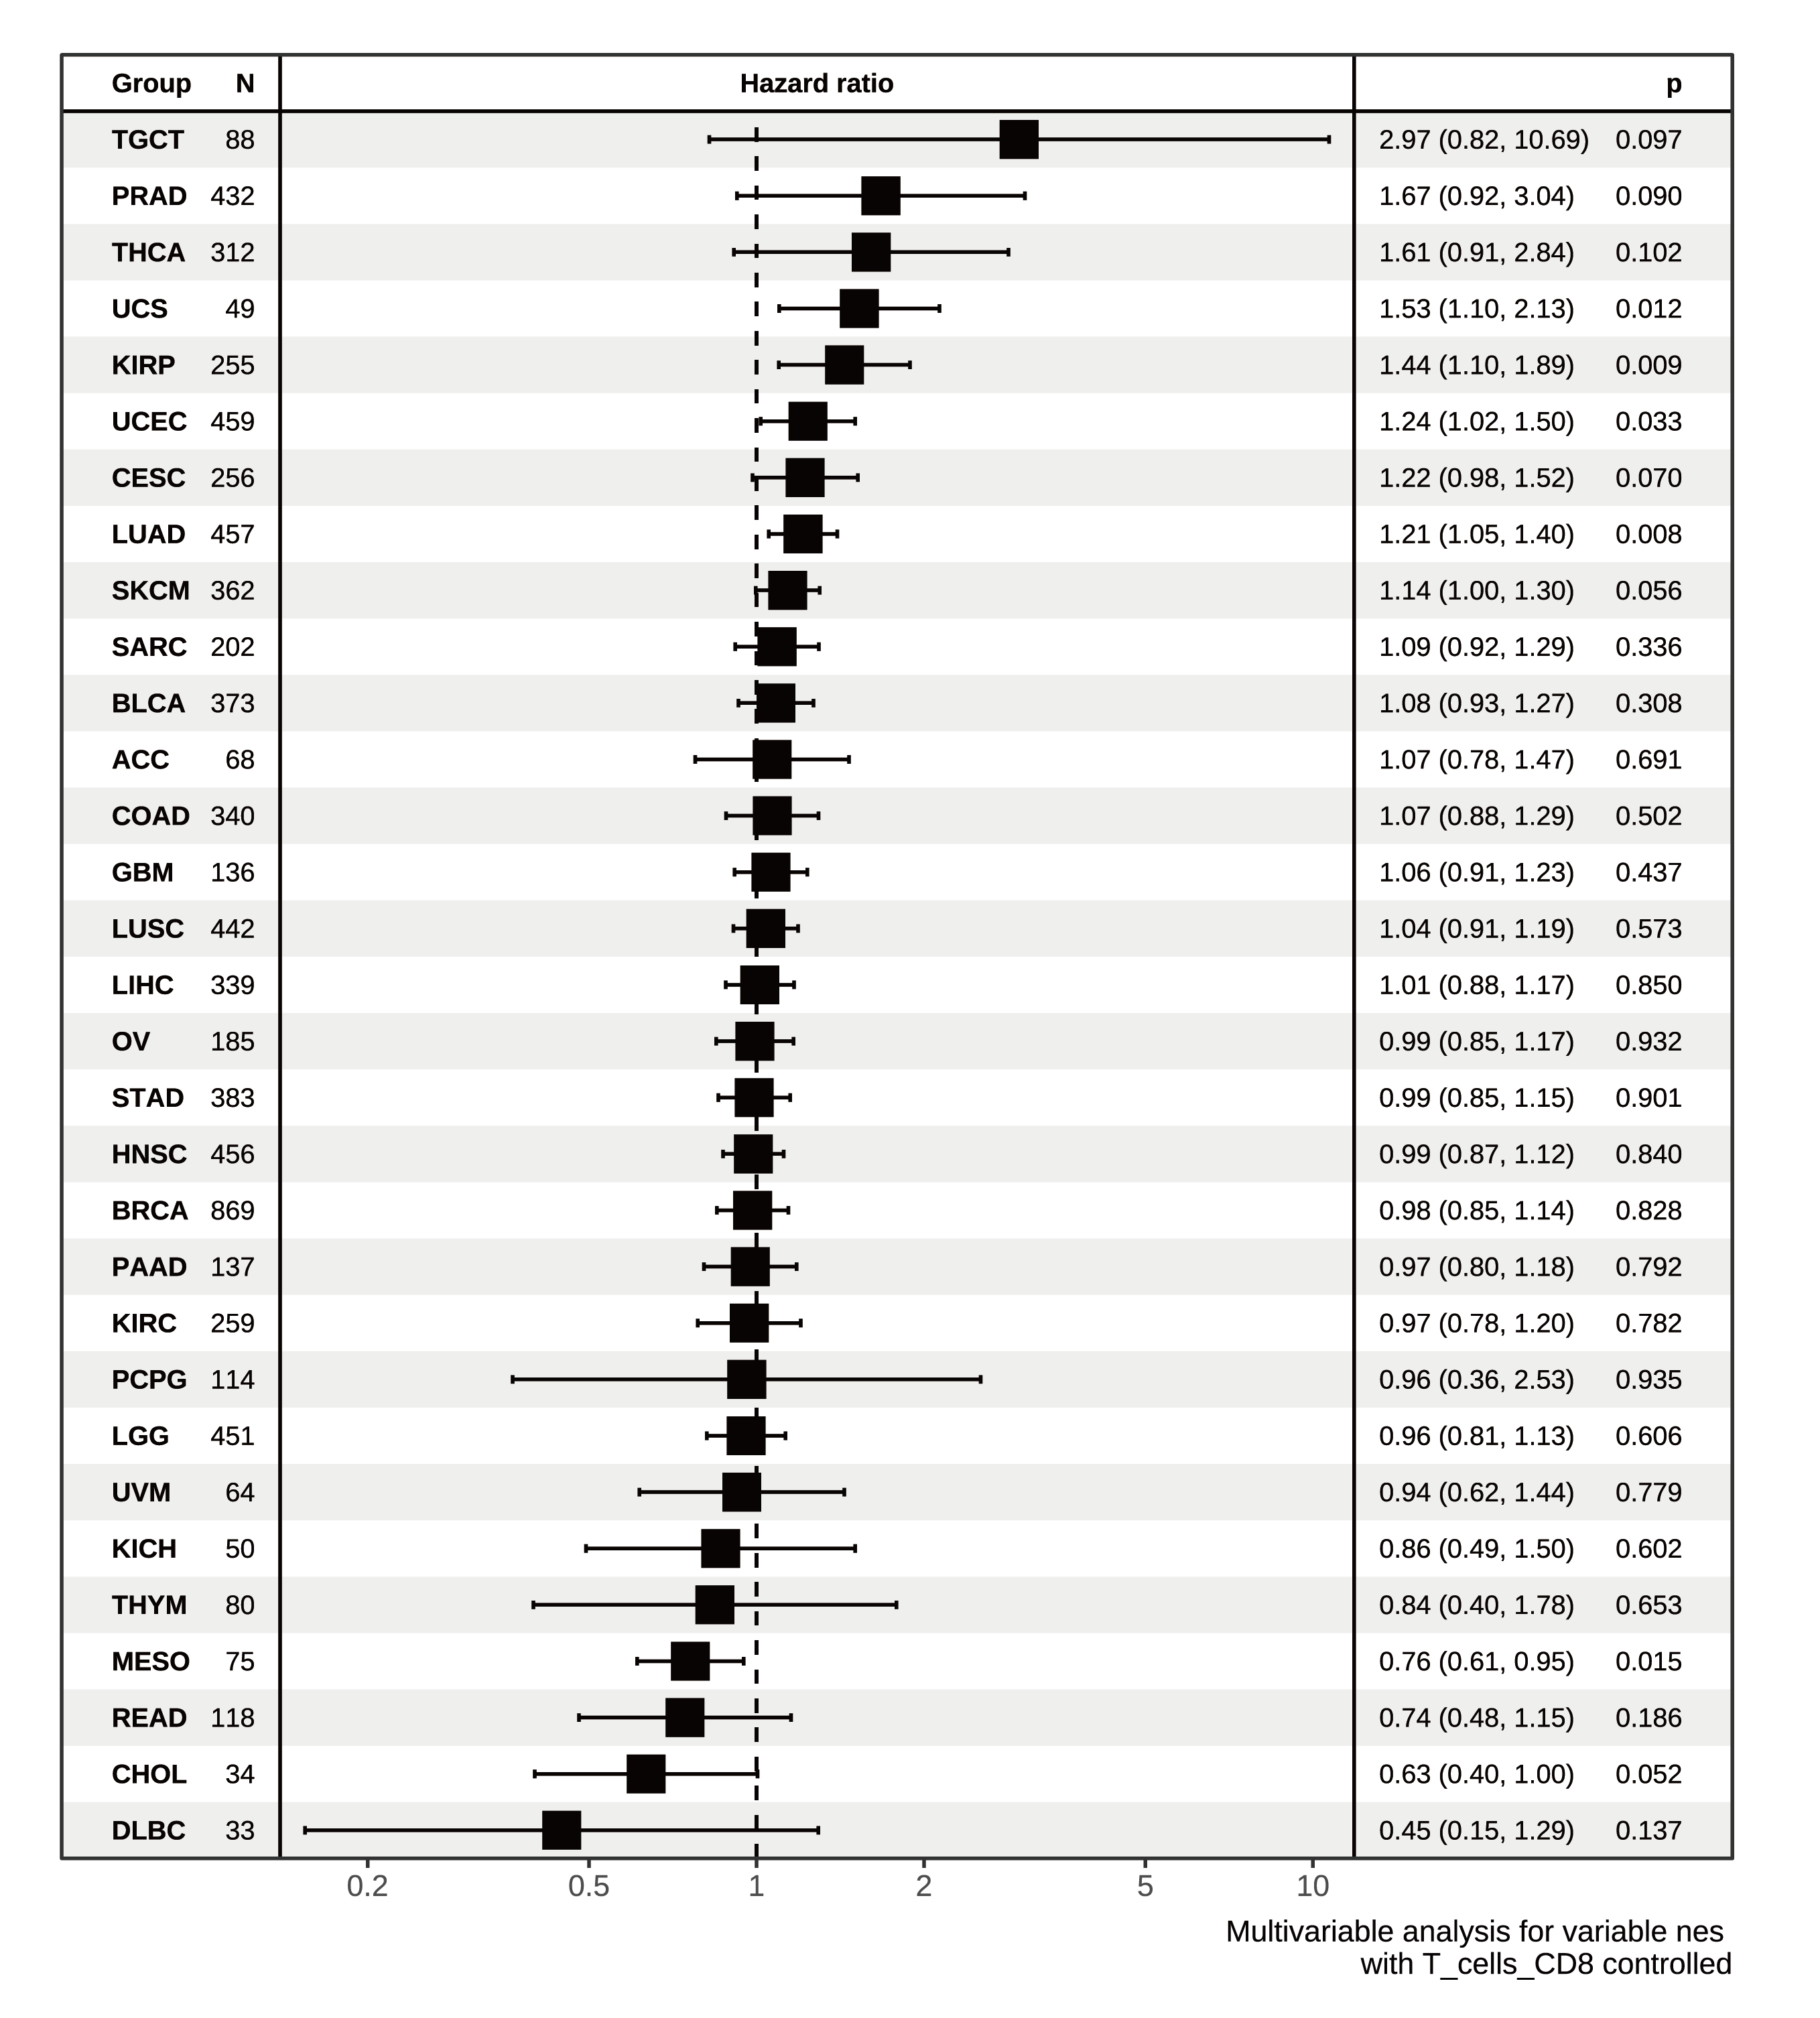 Group N Hazard ratio p
TGCT 88 2.97 (0.82, 10.69) 0.097
PRAD 432 1.67 (0.92, 3.04) 0.090
THCA 312 1.61 (0.91, 2.84) 0.102
UCS 49 1.53 (1.10, 2.13) 0.012
KIRP 255 1.44 (1.10, 1.89) 0.009
UCEC 459 1.24 (1.02, 1.50) 0.033
CESC 256 1.22 (0.98, 1.52) 0.070
LUAD 457 1.21 (1.05, 1.40) 0.008
SKCM 362 1.14 (1.00, 1.30) 0.056
SARC 202 1.09 (0.92, 1.29) 0.336
BLCA 373 1.08 (0.93, 1.27) 0.308
ACC 68 1.07 (0.78, 1.47) 0.691
COAD 340 1.07 (0.88, 1.29) 0.502
GBM 136 1.06 (0.91, 1.23) 0.437
LUSC 442 1.04 (0.91, 1.19) 0.573
LIHC 339 1.01 (0.88, 1.17) 0.850
OV 185 0.99 (0.85, 1.17) 0.932
STAD 383 0.99 (0.85, 1.15) 0.901
HNSC 456 0.99 (0.87, 1.12) 0.840
BRCA 869 0.98 (0.85, 1.14) 0.828
PAAD 137 0.97 (0.80, 1.18) 0.792
KIRC 259 0.97 (0.78, 1.20) 0.782
PCPG 114 0.96 (0.36, 2.53) 0.935
LGG 451 0.96 (0.81, 1.13) 0.606
UVM 64 0.94 (0.62, 1.44) 0.779
KICH 50 0.86 (0.49, 1.50) 0.602
THYM 80 0.84 (0.40, 1.78) 0.653
MESO 75 0.76 (0.61, 0.95) 0.015
READ 118 0.74 (0.48, 1.15) 0.186
CHOL 34 0.63 (0.40, 1.00) 0.052
DLBC 33 0.45 (0.15, 1.29) 0.137
0.2 0.5 1 2 5 10
Multivariable analysis for variable nes
with T_cells_CD8 controlled